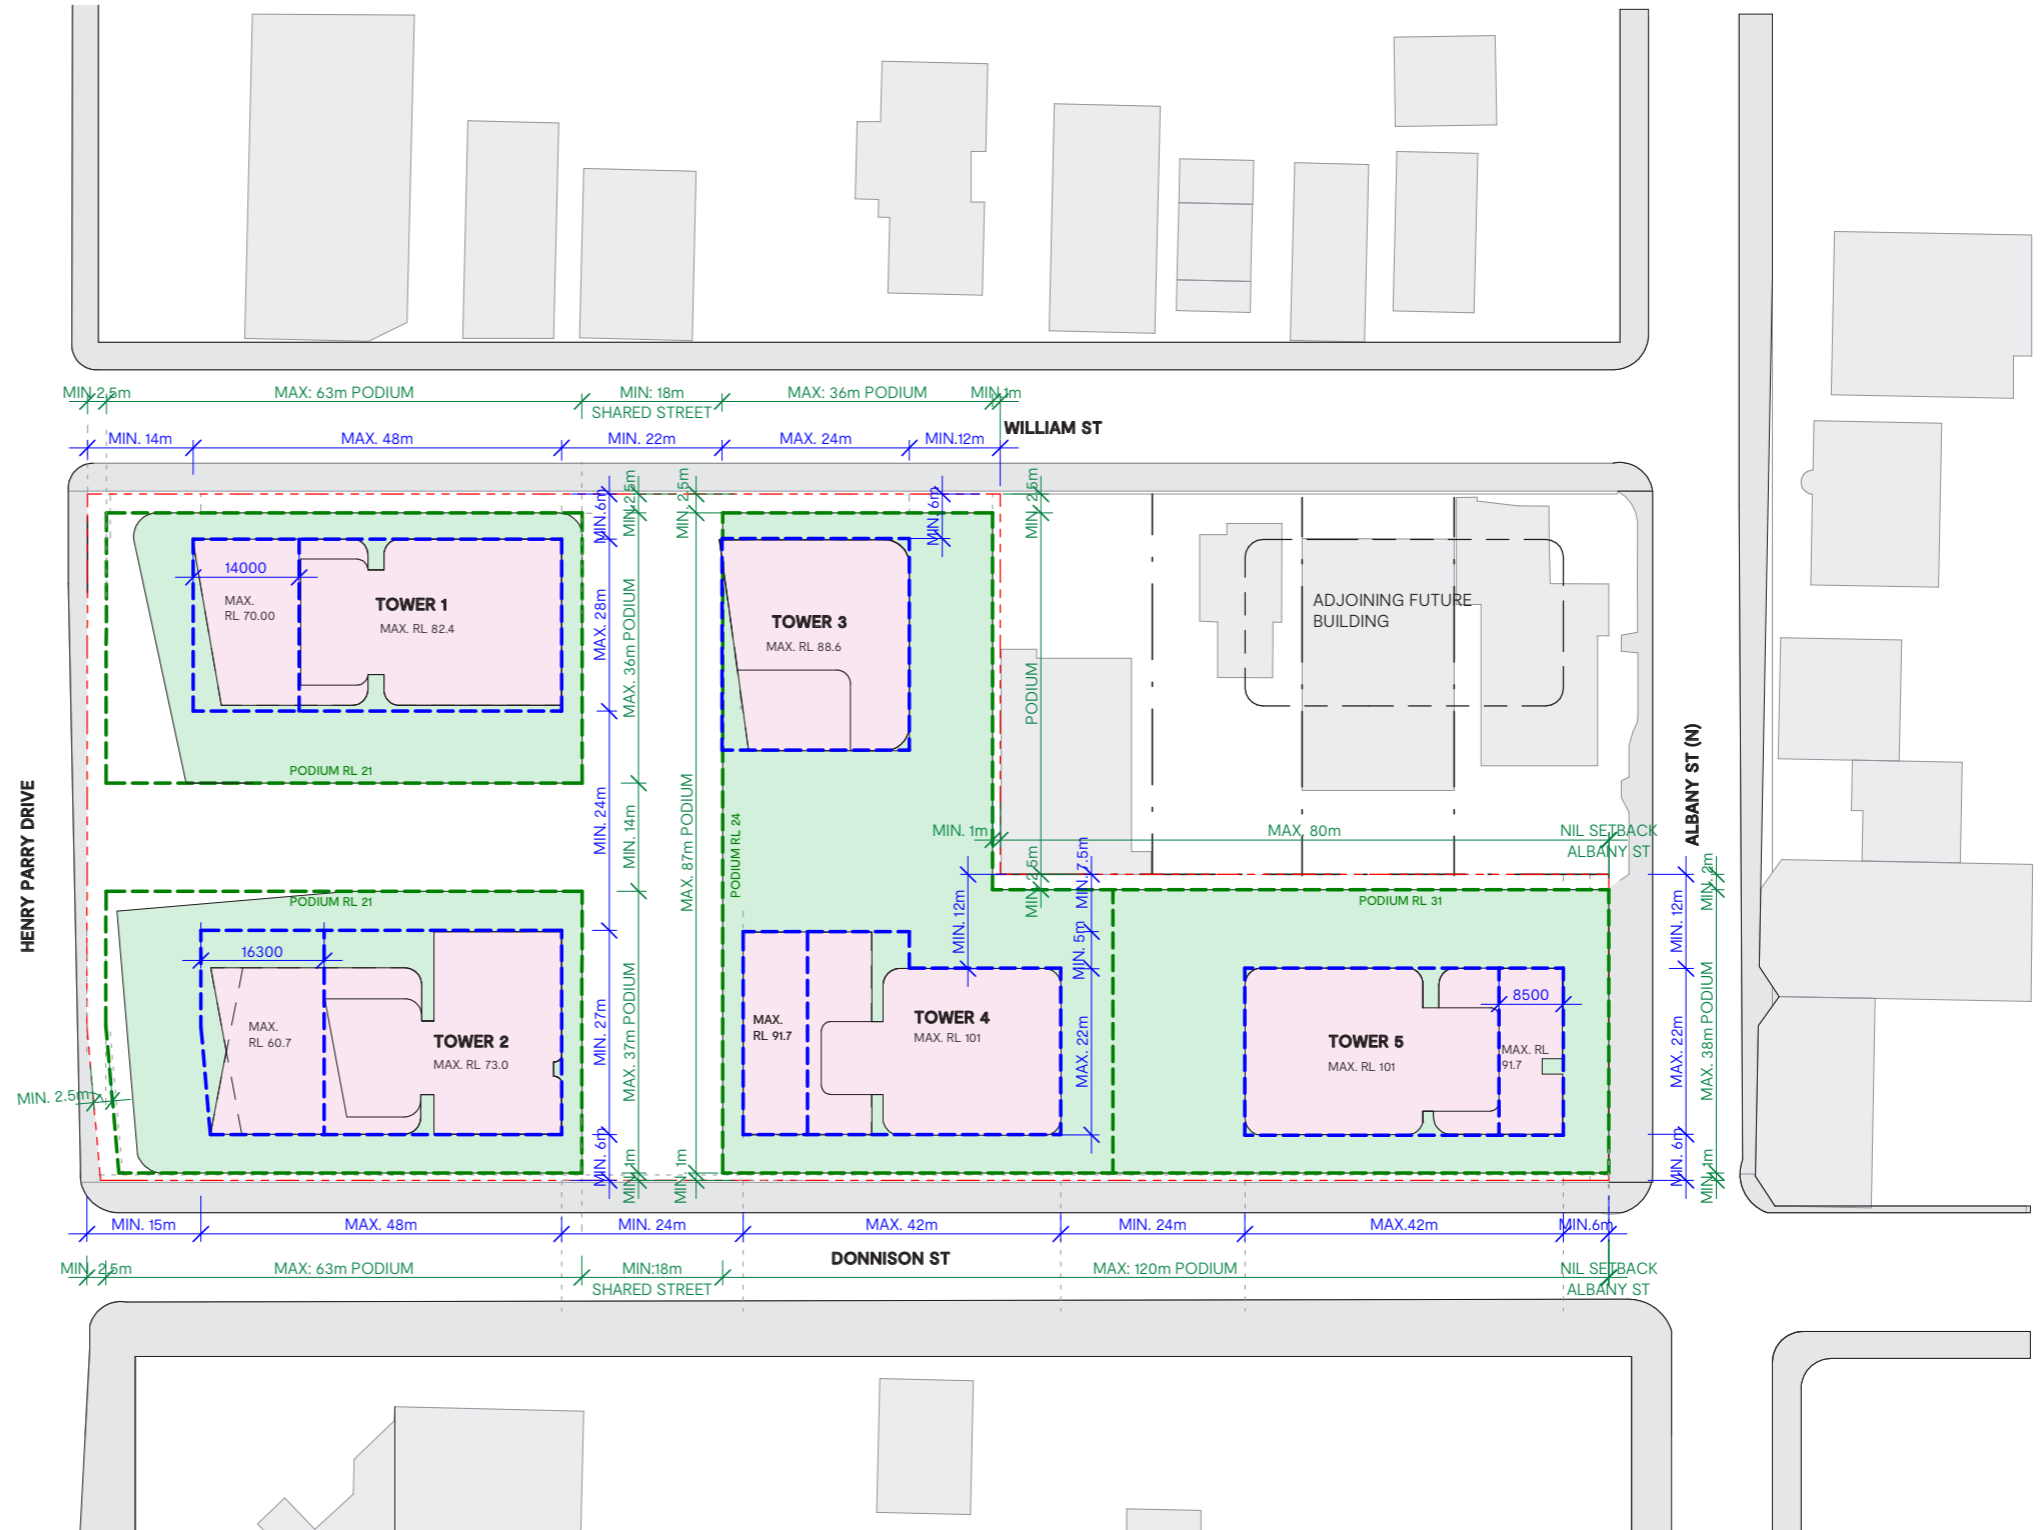 MIN. 2.5m
MAX: 63m PODIUM
MIN: 18m
SHARED STREET
MAX: 36m PODIUM
MIN. 1m
WILLIAM ST
MIN. 14m
MAX. 48m
MIN. 22m
MAX. 24m
MIN.12m
MIN.6m
MIN. 2.5m
MIN. 2.5m
MIN. 6m
MIN. 2.5m
14000
MAX.
RL 70.00
TOWER 1
MAX. RL 82.4
PODIUM RL 21
MAX. 28m
MAX. 36m PODIUM
TOWER 3
MAX. RL 88.6
PODIUM
ADJOINING FUTURE
BUILDING
HENRY PARRY DRIVE
ALBANY ST (N)
MIN. 24m
MIN. 14m
MAX. 87m PODIUM
PODIUM RL 24
MIN. 1m
MAX. 80m
NIL SETBACK
ALBANY ST
MIN. 7.5m
MIN. 2m
PODIUM RL 21
PODIUM RL 31
MIN. 12m
MIN. 5m
MIN. 12m
16300
MAX.
RL 60.7
TOWER 2
MAX. RL 73.0
MIN. 27m
MAX. 37m PODIUM
MAX.
RL 91.7
TOWER 4
MAX. RL 101
MAX. 22m
TOWER 5
MAX. RL 101
8500
MAX. RL
91.7
MAX. 22m
MAX. 38m PODIUM
MIN. 2.5m
MIN. 6m
MIN. 1m
MIN. 1m
MIN. 6m
MIN. 1m
MIN. 15m
MAX. 48m
MIN. 24m
MAX. 42m
MIN. 24m
MAX.42m
MIN.6m
DONNISON ST
MIN. 2.5m
MAX: 63m PODIUM
MIN:18m
SHARED STREET
MAX: 120m PODIUM
NIL SETBACK
ALBANY ST